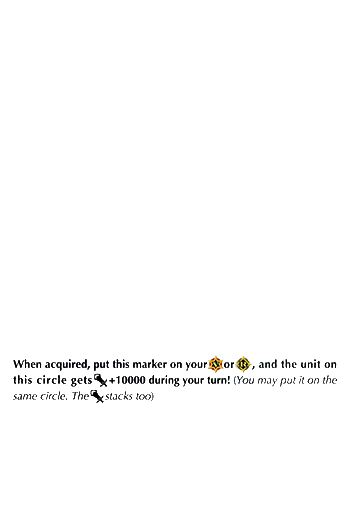 When acquired, put this marker on your V or R, and the unit on
this circle gets +10000 during your turn! (You may put it on the
same circle. The stacks too)